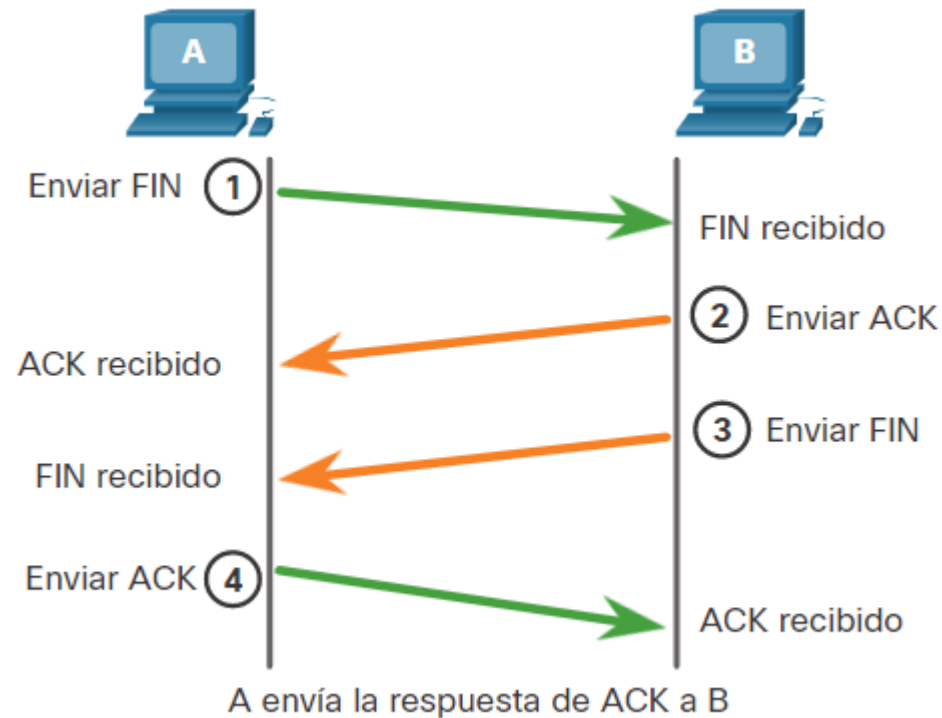 A
B
Enviar FIN 1
FIN recibido
2 Enviar ACK
ACK recibido
3 Enviar FIN
FIN recibido
Enviar ACK 4
ACK recibido
A envía la respuesta de ACK a B